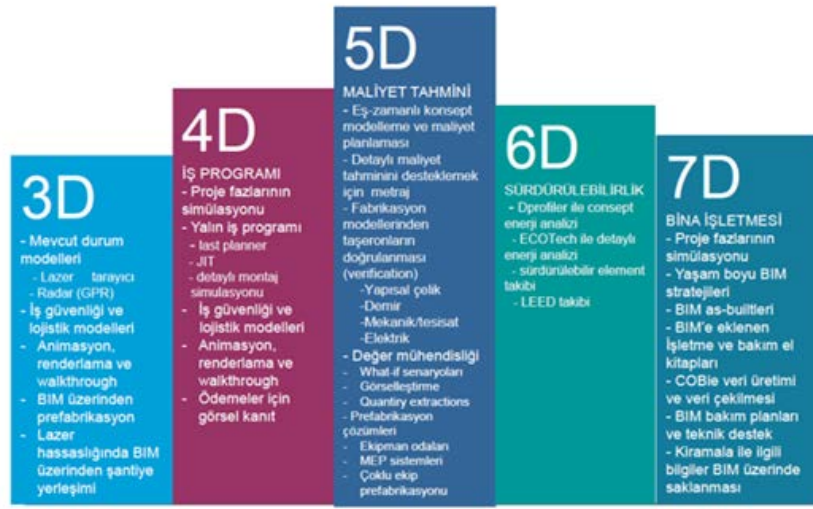 3D
- Mevcut durum
modelleri
- Lazer tarayıcı
- Radar (GPR)
- İş güvenliği ve
lojistik modelleri
- Animasyon,
renderlama ve
walkthrough
- BIM üzerinden
prefabrikasyon
- Lazer
hassaslığında BIM
üzerinden şantiye
yerleşimi
4D
İŞ PROGRAMI
- Proje fazlarının
simülasyonu
- Yalın iş programı
- last planner
- JIT
- detaylı montaj
simulasyonu
- İş güvenliği ve
lojistik modelleri
- Animasyon,
renderlama ve
walkthrough
- Ödemeler için
görsel kanıt
5D
MALİYET TAHMİNİ
- Eş-zamanlı konsept
modelleme ve maliyet
planlaması
- Detaylı maliyet
tahminini desteklemek
için metraj
- Fabrikasyon
modellerinden
taşeronların
doğrulanması
(verification)
-Yapısal çelik
-Demir
-Mekanik/tesisat
-Elektrik
- Değer mühendisliği
- What-if senaryoları
- Görselleştirme
- Quantiry extractions
- Prefabrikasyon
çözümleri
- Ekipman odaları
- MEP sistemleri
- Çoklu ekip
prefabrikasyonu
6D
SÜRDÜRÜLEBİLİRLİK
- Dprofiler ile consept
enerji analizi
- ECOTech ile detaylı
enerji analizi
- sürdürülebilir element
takibi
- LEED takibi
7D
BİNA İŞLETMESİ
- Proje fazlarının
simülasyonu
- Yaşam boyu BIM
stratejileri
- BIM as-builtleri
- BIM'e eklenen
İşletme ve bakım el
kitapları
- COBie veri üretimi
ve veri çekilmesi
- BIM bakım planları
ve teknik destek
- Kiramala ile ilgili
bilgiler BIM üzerinde
saklanması